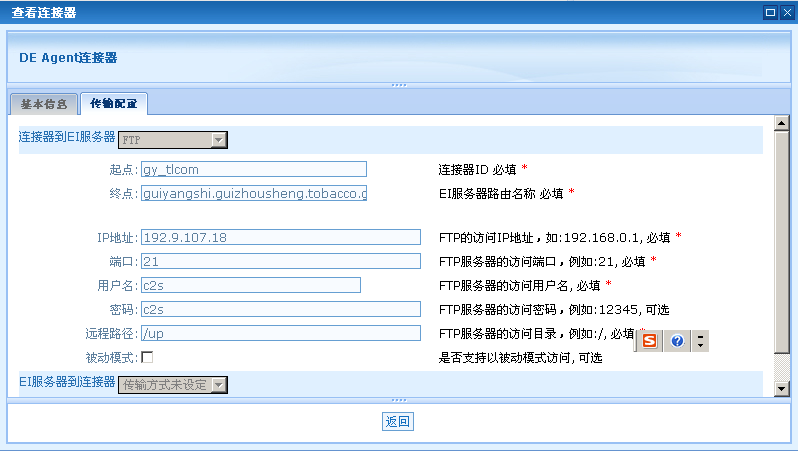 查看连接器
DE Agent连接器
基本信息 传输配置
连接器到EI服务器 FTP
起点: gy_tlcom 连接器ID 必填 *
终点: guiyangshi.guizhousheng.tobacco.g EI服务器路由名称 必填 *
IP地址: 192.9.107.18 FTP的访问IP地址，如:192.168.0.1, 必填 *
端口: 21 FTP服务器的访问端口，例如:21, 必填 *
用户名: c2s FTP服务器的访问用户名, 必填 *
密码: c2s FTP服务器的访问密码，例如:12345, 可选
远程路径: /up FTP服务器的访问目录，例如:/, 必填 *
被动模式: 是否支持以被动模式访问, 可选
EI服务器到连接器 传输方式未设定
返回